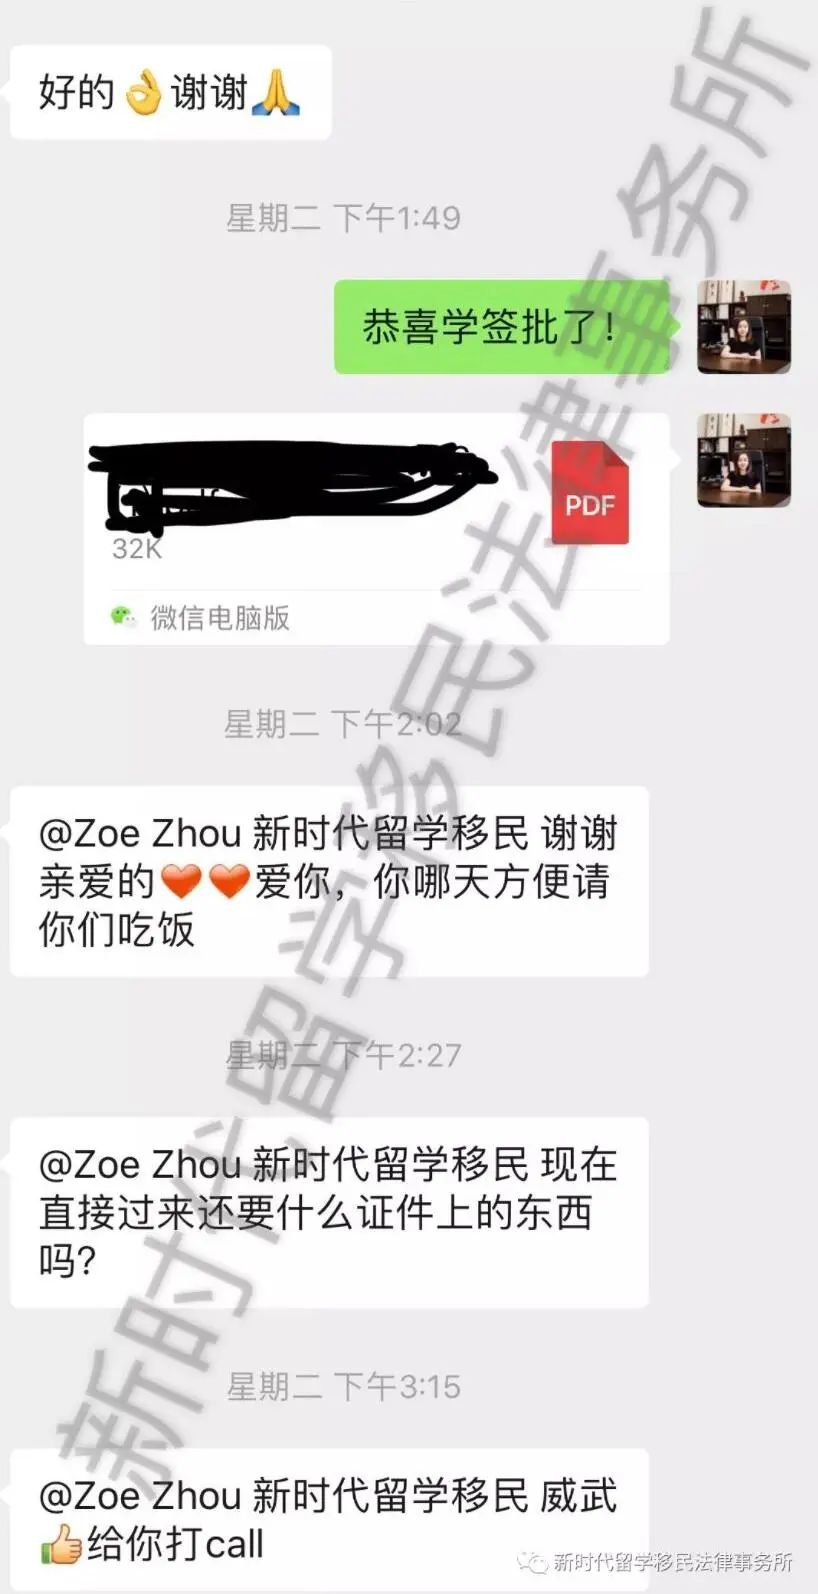 好的👌谢谢🙏
星期二 下午1:49
恭喜学签批了!
PDF
32K
微信电脑版
星期二 下午2:02
@Zoe Zhou 新时代留学移民 谢谢
亲爱的❤️❤️爱你，你哪天方便请
你们吃饭
星期二 下午2:27
@Zoe Zhou 新时代留学移民 现在
直接过来还要什么证件上的东西
吗?
星期二 下午3:15
@Zoe Zhou 新时代留学移民 威武
👍给你打call
新时代留学移民法律事务所
新时代留学移民法律事务所